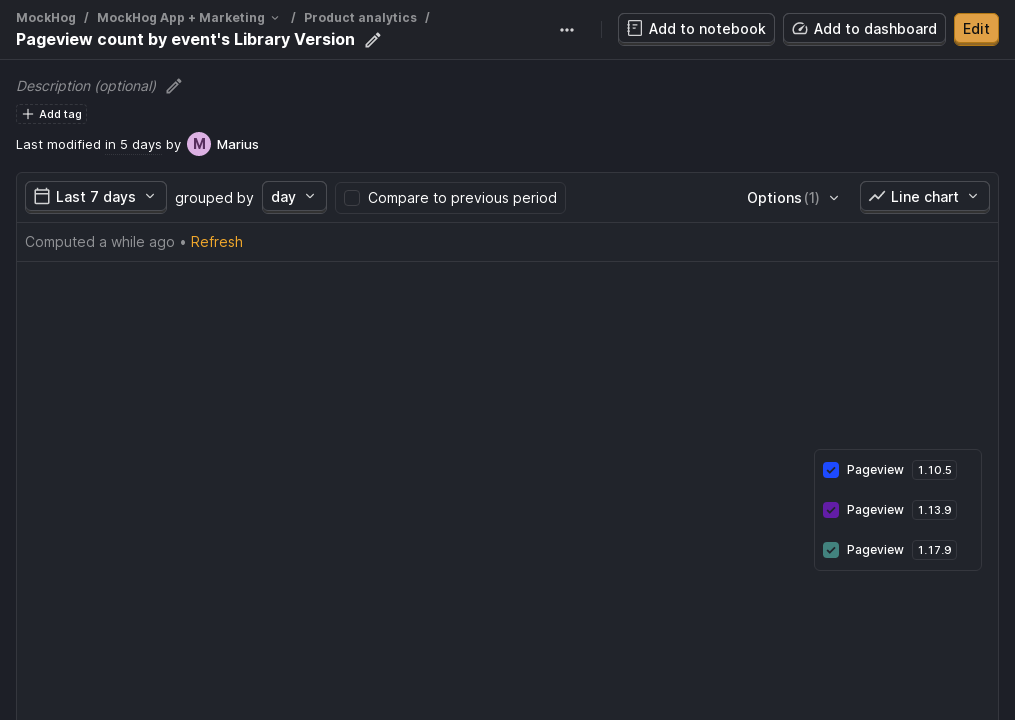 MockHog / MockHog App + Marketing / Product analytics /
Pageview count by event's Library Version
Add to notebook
Add to dashboard
Edit
Description (optional)
Add tag
Last modified in 5 days by M Marius
Last 7 days grouped by day Compare to previous period Options (1) Line chart
Computed a while ago • Refresh
Pageview 1.10.5
Pageview 1.13.9
Pageview 1.17.9